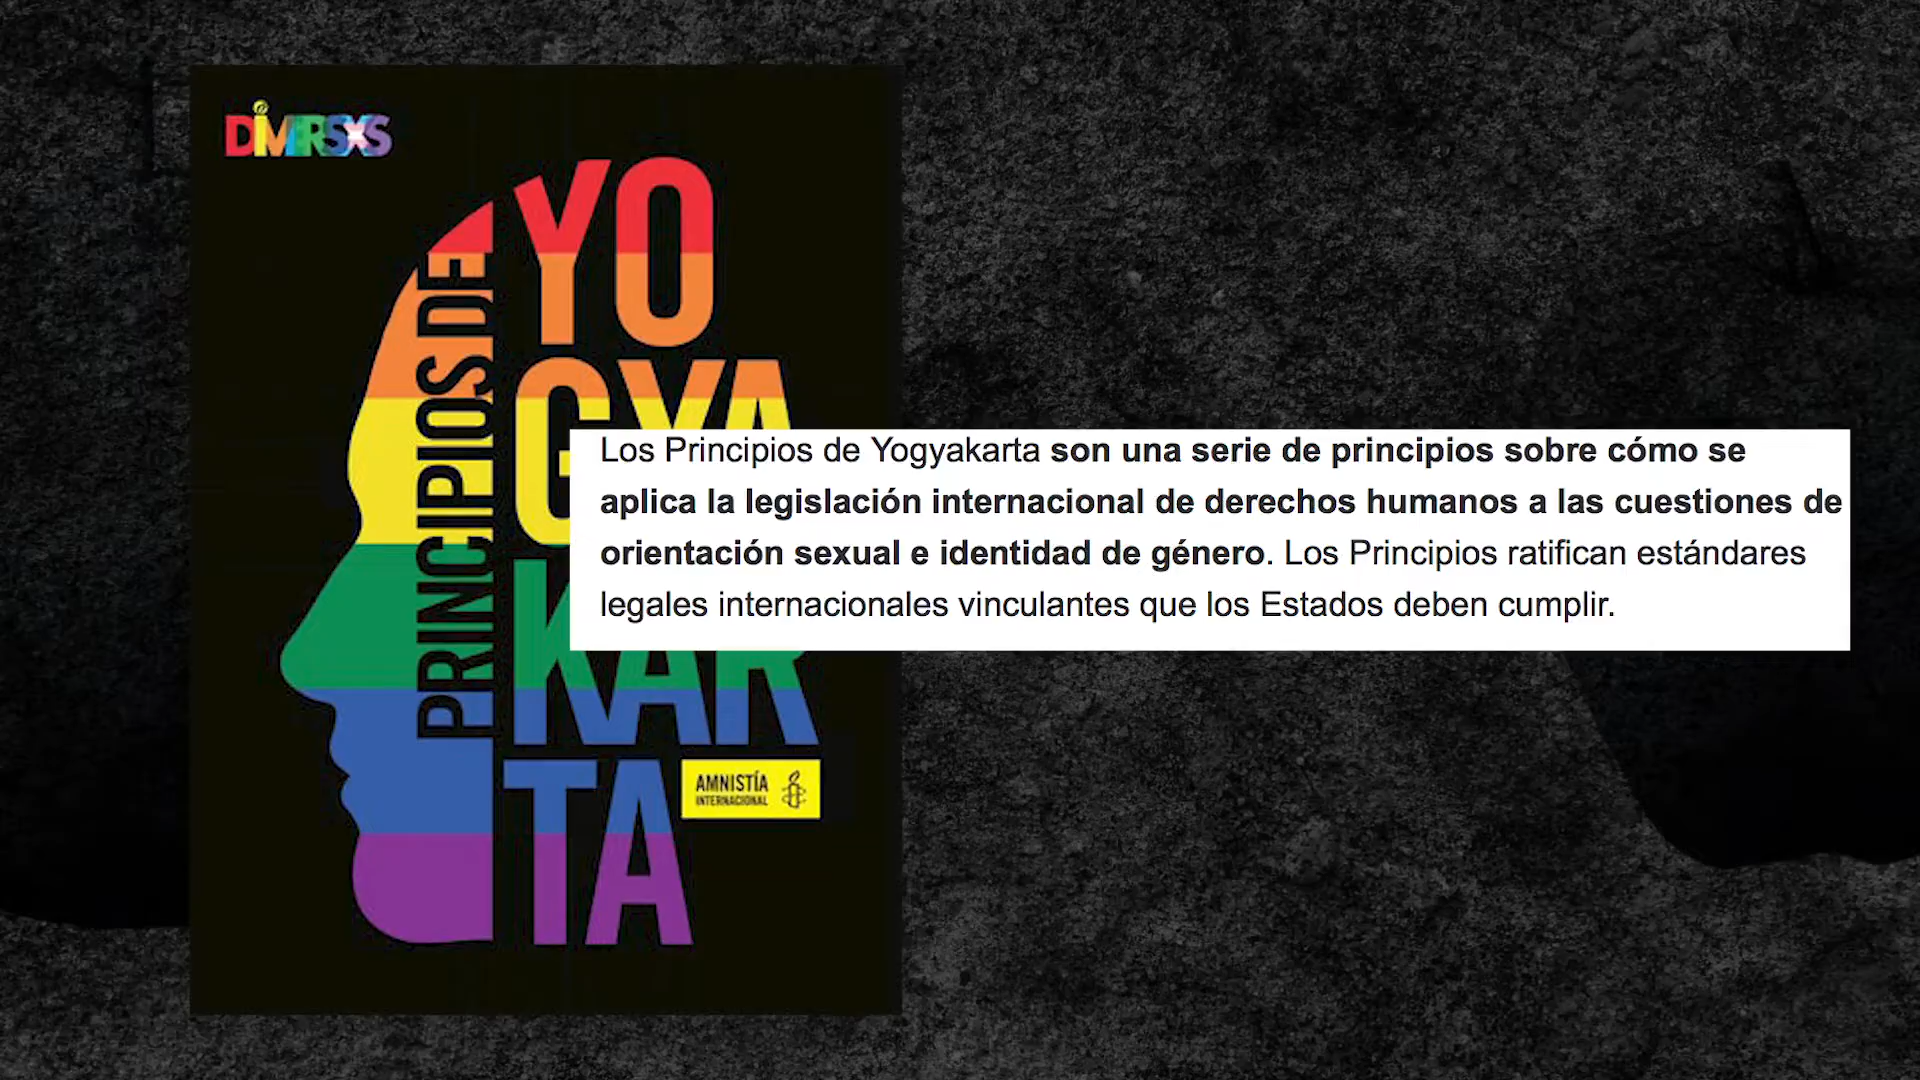 DIVERSXS
PRINCIPIOS DE
YO
GYA
KAR
TA
AMNISTÍA
INTERNACIONAL
Los Principios de Yogyakarta son una serie de principios sobre cómo se
aplica la legislación internacional de derechos humanos a las cuestiones de
orientación sexual e identidad de género. Los Principios ratifican estándares
legales internacionales vinculantes que los Estados deben cumplir.